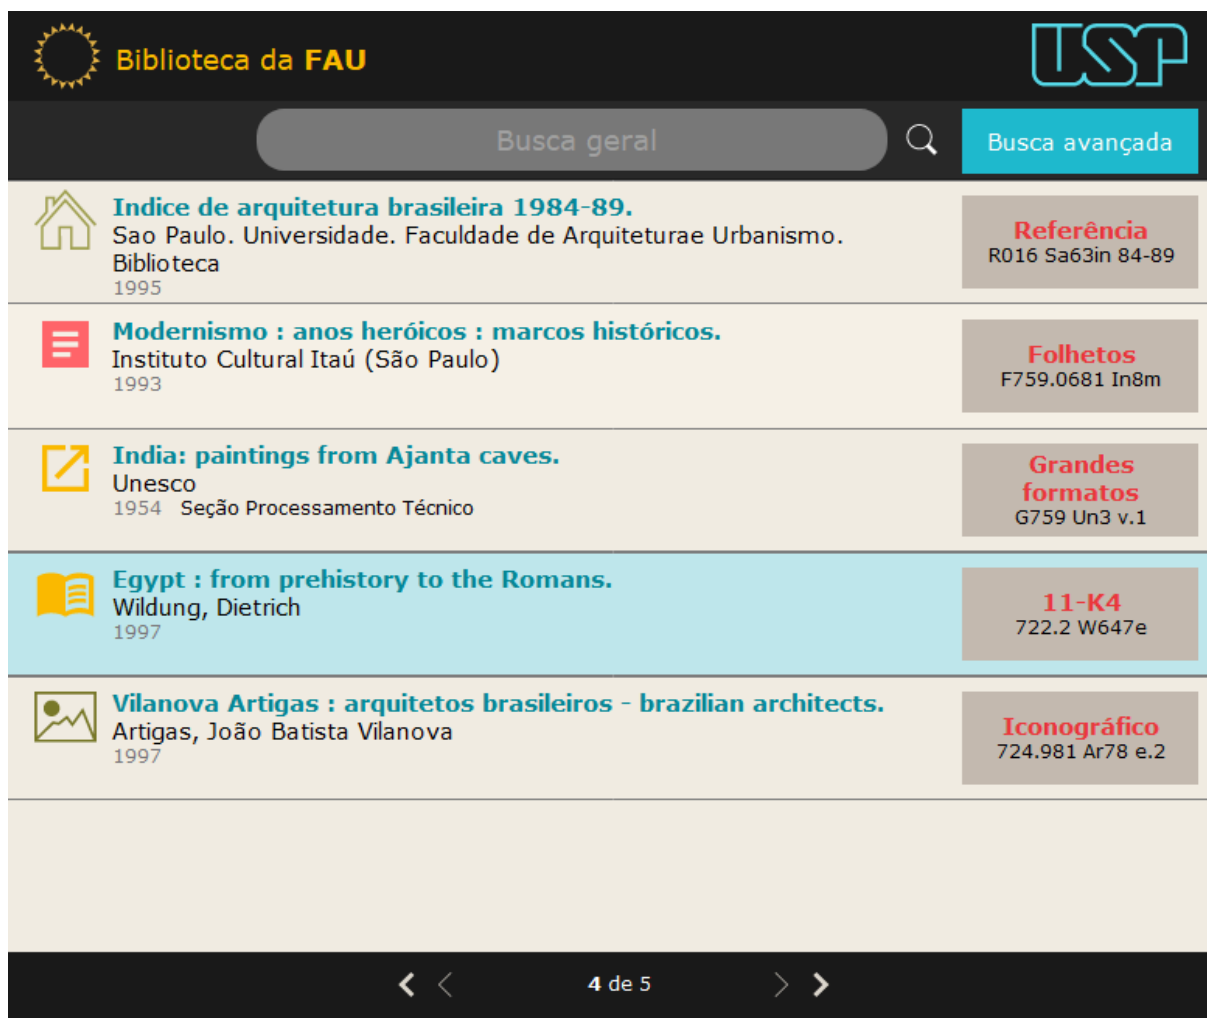 Biblioteca da FAU
USP
Busca geral
Busca avançada
Indice de arquitetura brasileira 1984-89.
Sao Paulo. Universidade. Faculdade de Arquiteturae Urbanismo.
Biblioteca
1995
Referência
R016 Sa63in 84-89
Modernismo : anos heróicos : marcos históricos.
Instituto Cultural Itaú (São Paulo)
1993
Folhetos
F759.0681 In8m
India: paintings from Ajanta caves.
Unesco
1954 Seção Processamento Técnico
Grandes
formatos
G759 Un3 v.1
Egypt : from prehistory to the Romans.
Wildung, Dietrich
1997
11-K4
722.2 W647e
Vilanova Artigas : arquitetos brasileiros - brazilian architects.
Artigas, João Batista Vilanova
1997
Iconográfico
724.981 Ar78 e.2
4 de 5